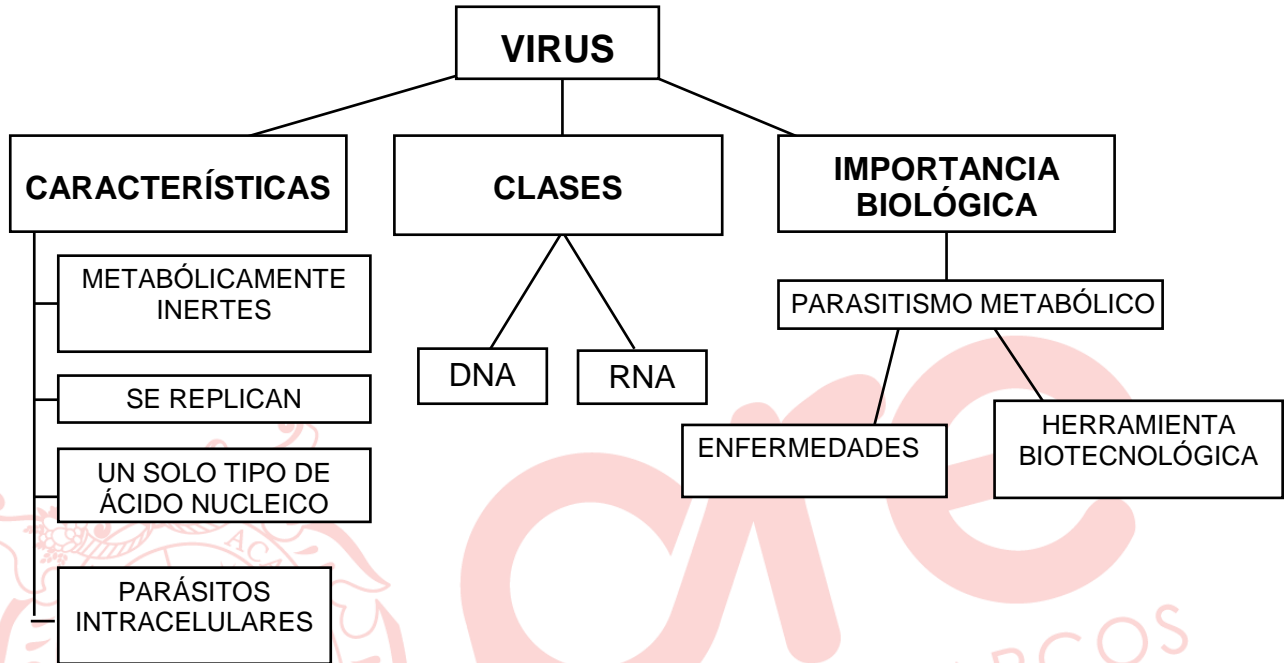 VIRUS
CARACTERÍSTICAS
CLASES
IMPORTANCIA
BIOLÓGICA
METABÓLICAMENTE
INERTES
SE REPLICAN
UN SOLO TIPO DE
ÁCIDO NUCLEICO
PARÁSITOS
INTRACELULARES
DNA
RNA
PARASITISMO METABÓLICO
ENFERMEDADES
HERRAMIENTA
BIOTECNOLÓGICA